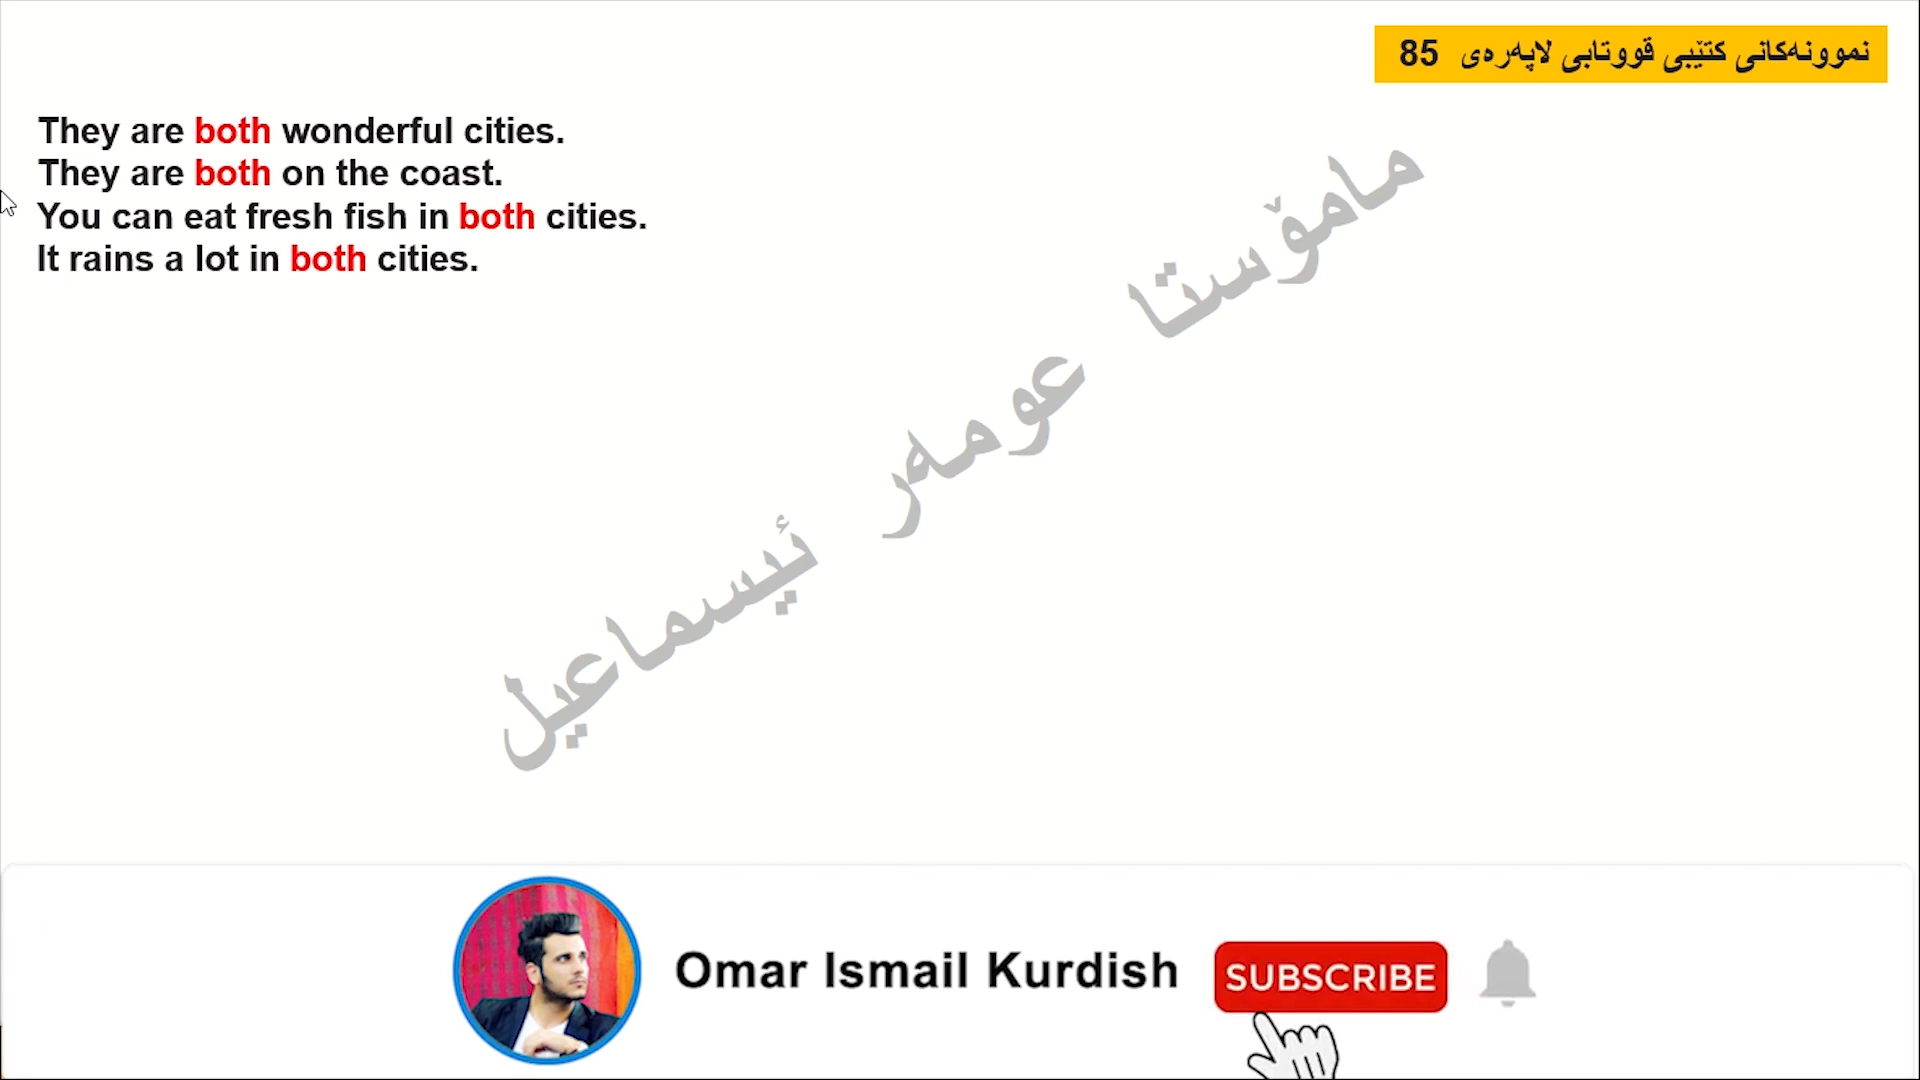 نموونەکانی کتێبی قووتابی لاپەرەی 85
They are both wonderful cities.
They are both on the coast.
You can eat fresh fish in both cities.
It rains a lot in both cities.
مامۆستا عومەر ئیسماعیل
Omar Ismail Kurdish
SUBSCRIBE